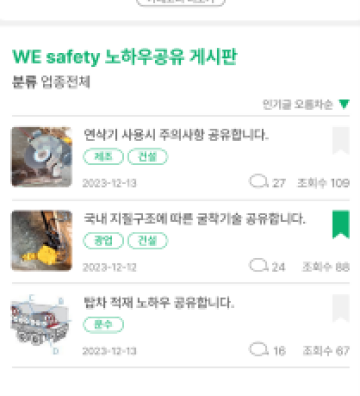 WE safety 노하우공유 게시판
분류 업종전체
인기글 오름차순 ▼
연삭기 사용시 주의사항 공유합니다.
제조 건설
2023-12-13 27 조회수 109
국내 지질구조에 따른 굴착기술 공유합니다.
광업 건설
2023-12-12 24 조회수 88
탑차 적재 노하우 공유합니다.
운수
C B
D
2023-12-13 16 조회수 67